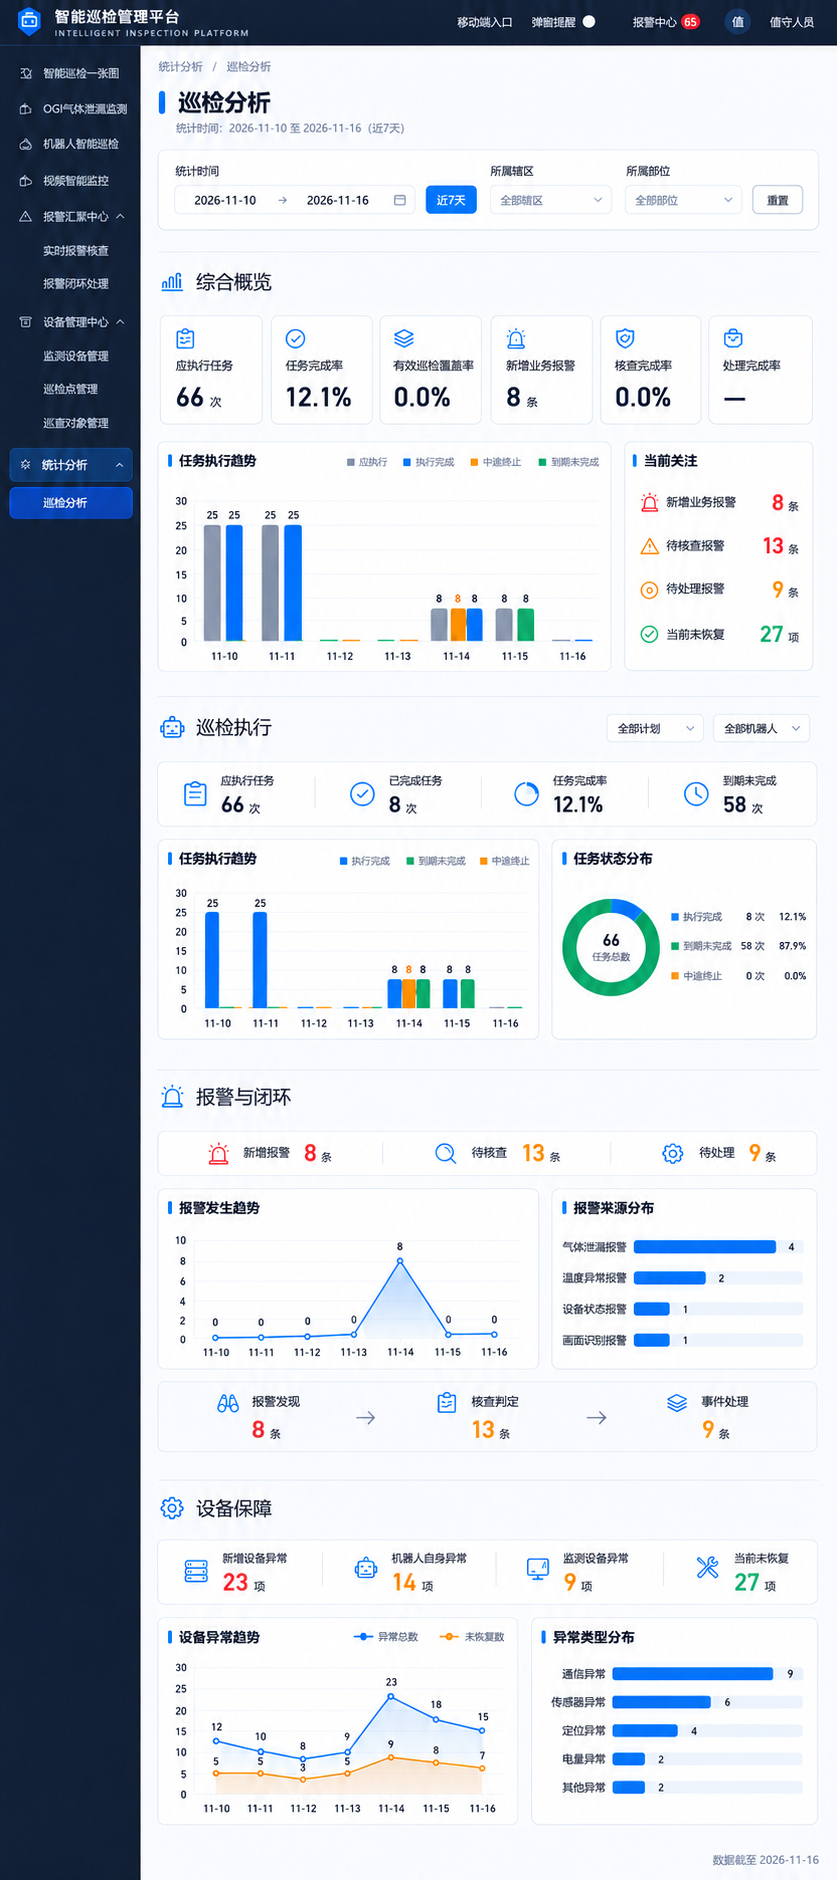 智能巡检管理平台
INTELLIGENT INSPECTION PLATFORM
移动端入口 弹窗提醒 报警中心 65 值 值守人员
智能巡检一张图
OGI气体泄漏监测
机器人智能巡检
视频智能监控
报警汇聚中心
实时报警核查
报警闭环处理
设备管理中心
监测设备管理
巡检点管理
巡查对象管理
统计分析
巡检分析
统计分析 / 巡检分析
巡检分析
统计时间：2026-11-10 至 2026-11-16（近7天）
统计时间 所属辖区 所属部位
2026-11-10 → 2026-11-16 近7天 全部辖区 全部部位 重置
综合概览
应执行任务 任务完成率 有效巡检覆盖率 新增业务报警 核查完成率 处理完成率
66 次 12.1% 0.0% 8 条 0.0% —
任务执行趋势 应执行 执行完成 中途终止 到期未完成
30
25
20
15
10
5
0
25 25 25 25 8 8 8 8 8
11-10 11-11 11-12 11-13 11-14 11-15 11-16
当前关注
新增业务报警 8 条
待核查报警 13 条
待处理报警 9 条
当前未恢复 27 项
巡检执行 全部计划 全部机器人
应执行任务 已完成任务 任务完成率 到期未完成
66 次 8 次 12.1% 58 次
任务执行趋势 执行完成 到期未完成 中途终止
30
25
20
15
10
5
0
25 25 8 8 8 8 8
11-10 11-11 11-12 11-13 11-14 11-15 11-16
任务状态分布
66
任务总数
执行完成 8 次 12.1%
到期未完成 58 次 87.9%
中途终止 0 次 0.0%
报警与闭环
新增报警 8 条 待核查 13 条 待处理 9 条
报警发生趋势
10
8
6
4
2
0
0 0 0 0 8 0 0
11-10 11-11 11-12 11-13 11-14 11-15 11-16
报警来源分布
气体泄漏报警 4
温度异常报警 2
设备状态报警 1
画面识别报警 1
报警发现 → 核查判定 → 事件处理
8 条 13 条 9 条
设备保障
新增设备异常 机器人自身异常 监测设备异常 当前未恢复
23 项 14 项 9 项 27 项
设备异常趋势 异常总数 未恢复数
30
25
20
15
10
5
0
12 10 8 9 23 18 15
5 5 3 5 9 8 7
11-10 11-11 11-12 11-13 11-14 11-15 11-16
异常类型分布
通信异常 9
传感器异常 6
定位异常 4
电量异常 2
其他异常 2
数据截至 2026-11-16